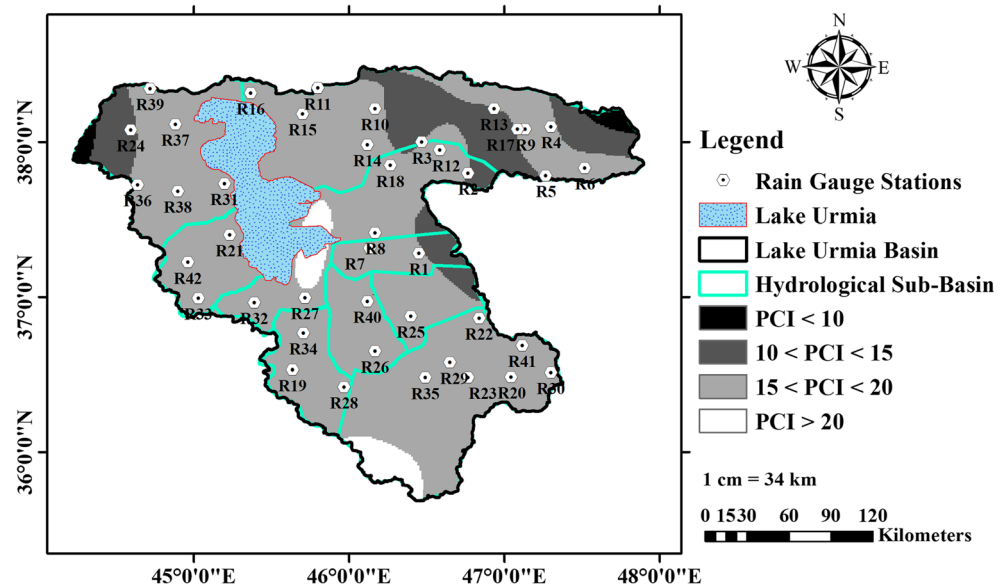 N
W E
S
R39
R16
R11
R24
R37
R15
R10
R13
R17
R9
R4
R14
R3
R12
R18
R2
R5
R6
R36
R38
R31
R21
R8
R7
R1
R42
R33
R32
R27
R40
R25
R22
R34
R26
R41
R19
R28
R35
R29
R23
R20
R30
38°0'0"N
37°0'0"N
36°0'0"N
45°0'0"E 46°0'0"E 47°0'0"E 48°0'0"E
Legend
Rain Gauge Stations
Lake Urmia
Lake Urmia Basin
Hydrological Sub-Basin
PCI < 10
10 < PCI < 15
15 < PCI < 20
PCI > 20
1 cm = 34 km
0 15 30 60 90 120
Kilometers